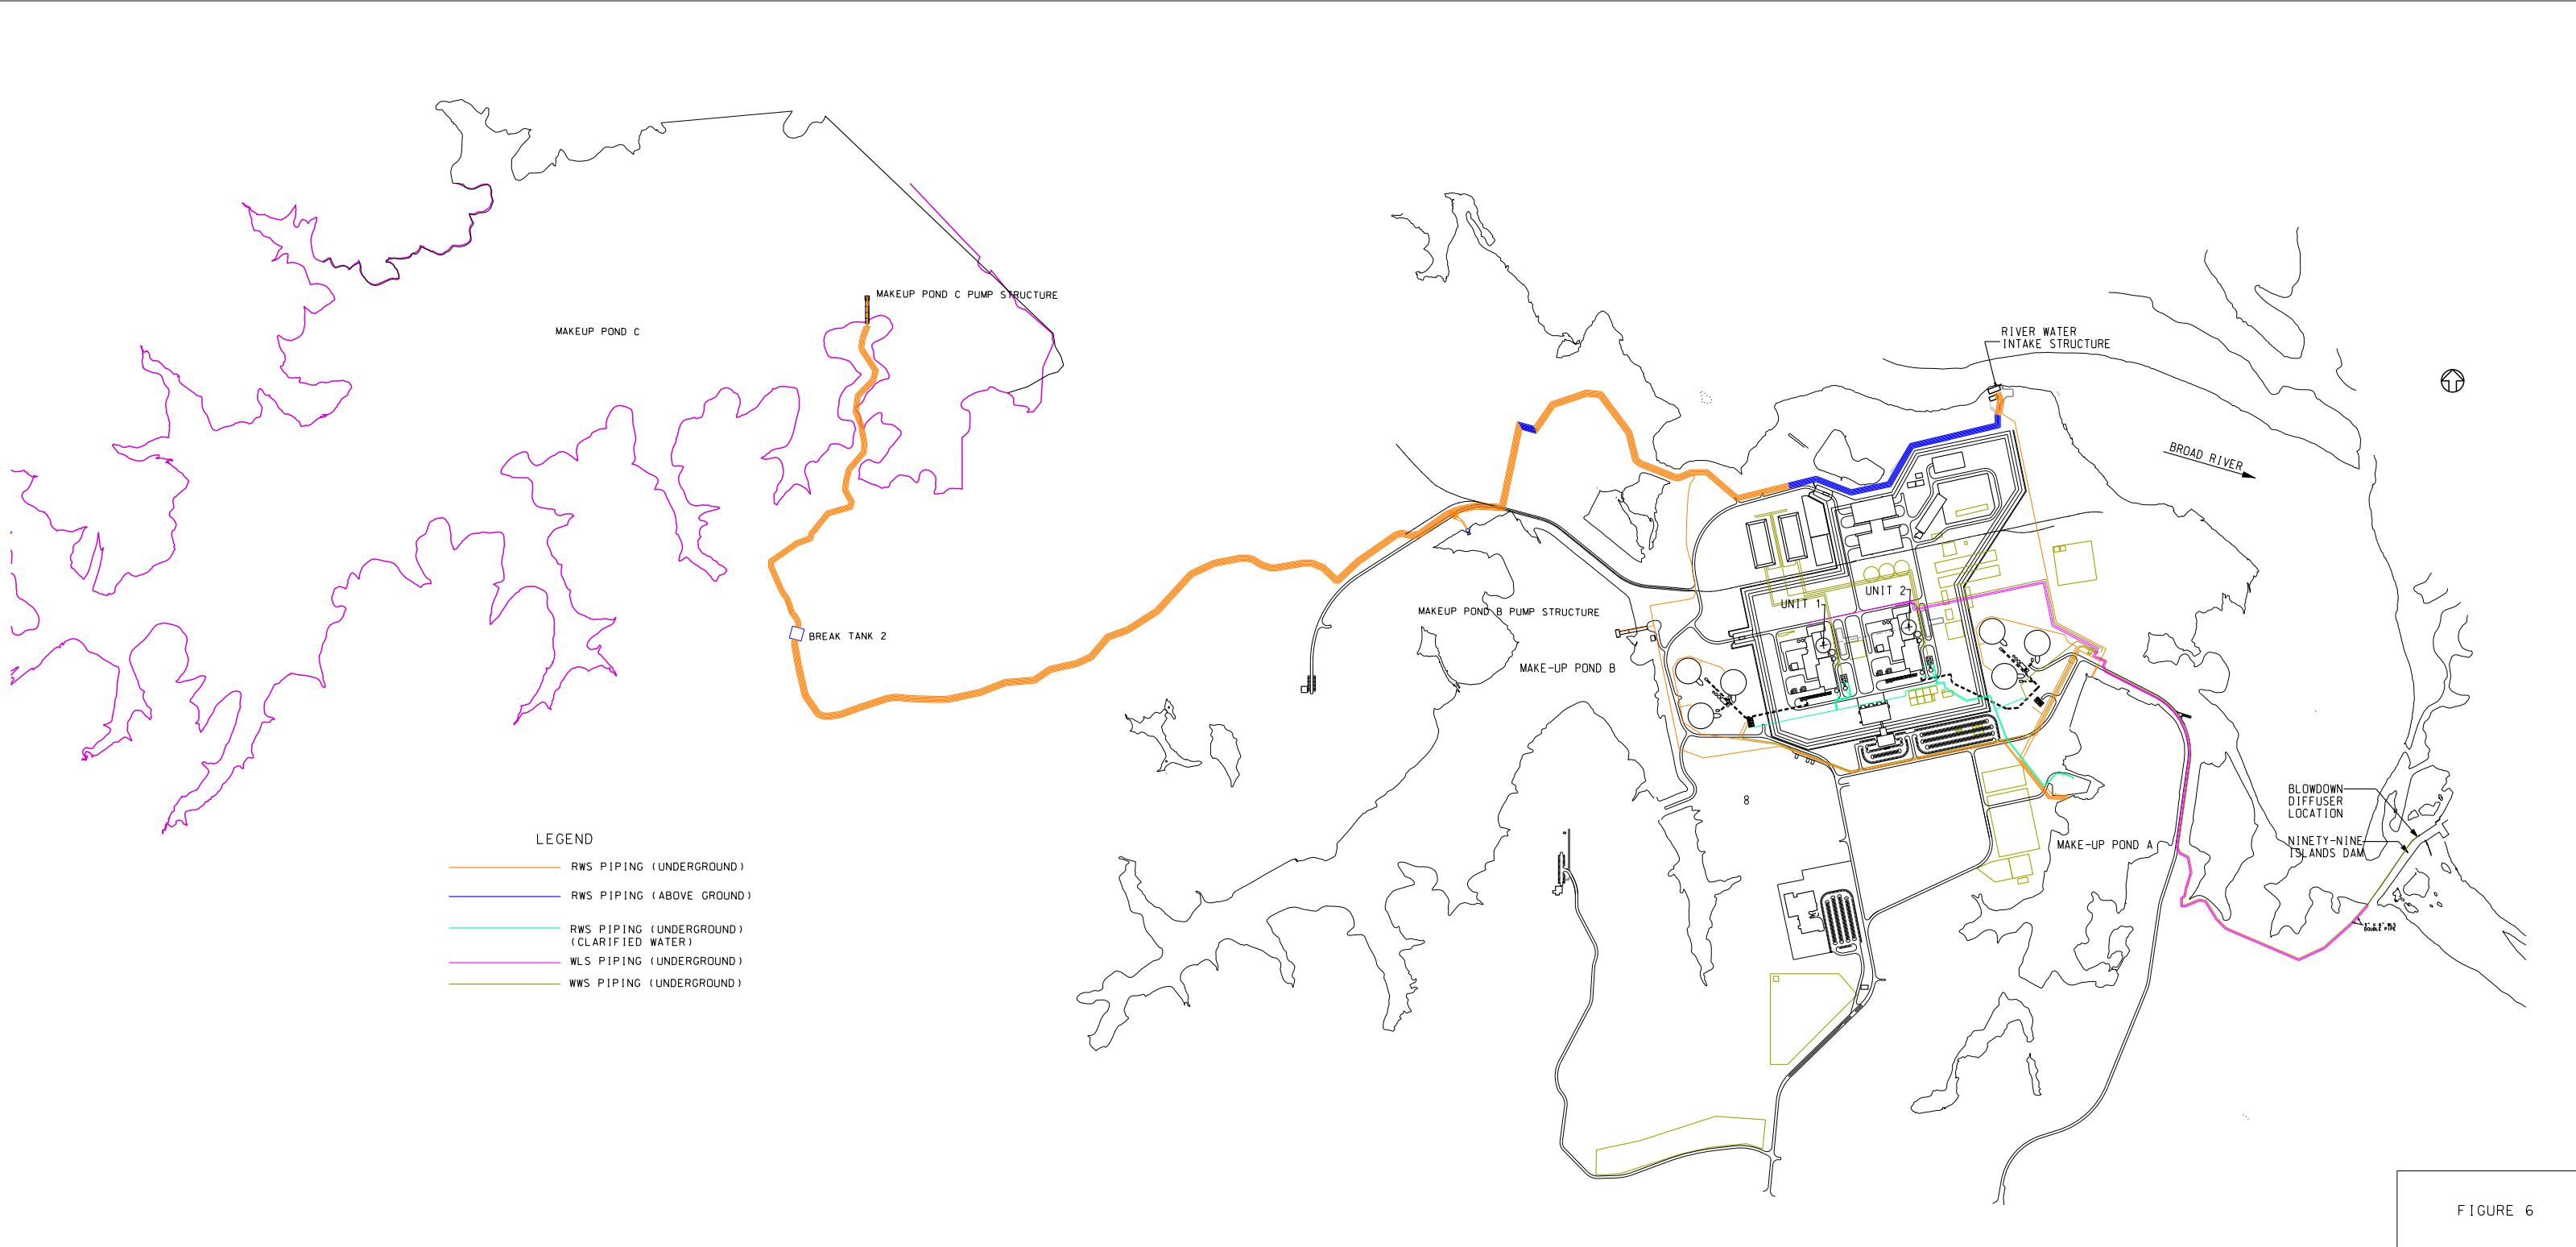 MAKEUP POND C PUMP STRUCTURE
MAKEUP POND C
RIVER WATER
INTAKE STRUCTURE
BROAD RIVER
UNIT 2
UNIT 1
MAKEUP POND B PUMP STRUCTURE
BREAK TANK 2
MAKE-UP POND B
8
BLOWDOWN
DIFFUSER
LOCATION
NINETY-NINE
ISLANDS DAM
MAKE-UP POND A
DOUBLE PIPE
LEGEND
RWS PIPING (UNDERGROUND)
RWS PIPING (ABOVE GROUND)
RWS PIPING (UNDERGROUND)
(CLARIFIED WATER)
WLS PIPING (UNDERGROUND)
WWS PIPING (UNDERGROUND)
FIGURE 6